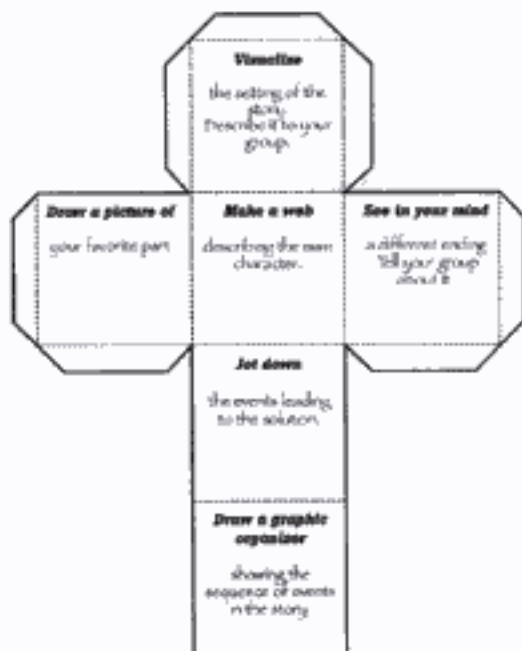 Visualize
the setting of the
story.
Describe it to your
group.
Draw a picture of
your favorite part
Make a web
describing the main
character.
See in your mind
a different ending
Tell your group
about it
Jot down
the events leading
to the solution.
Draw a graphic
organizer
showing the
sequence of events
in the story